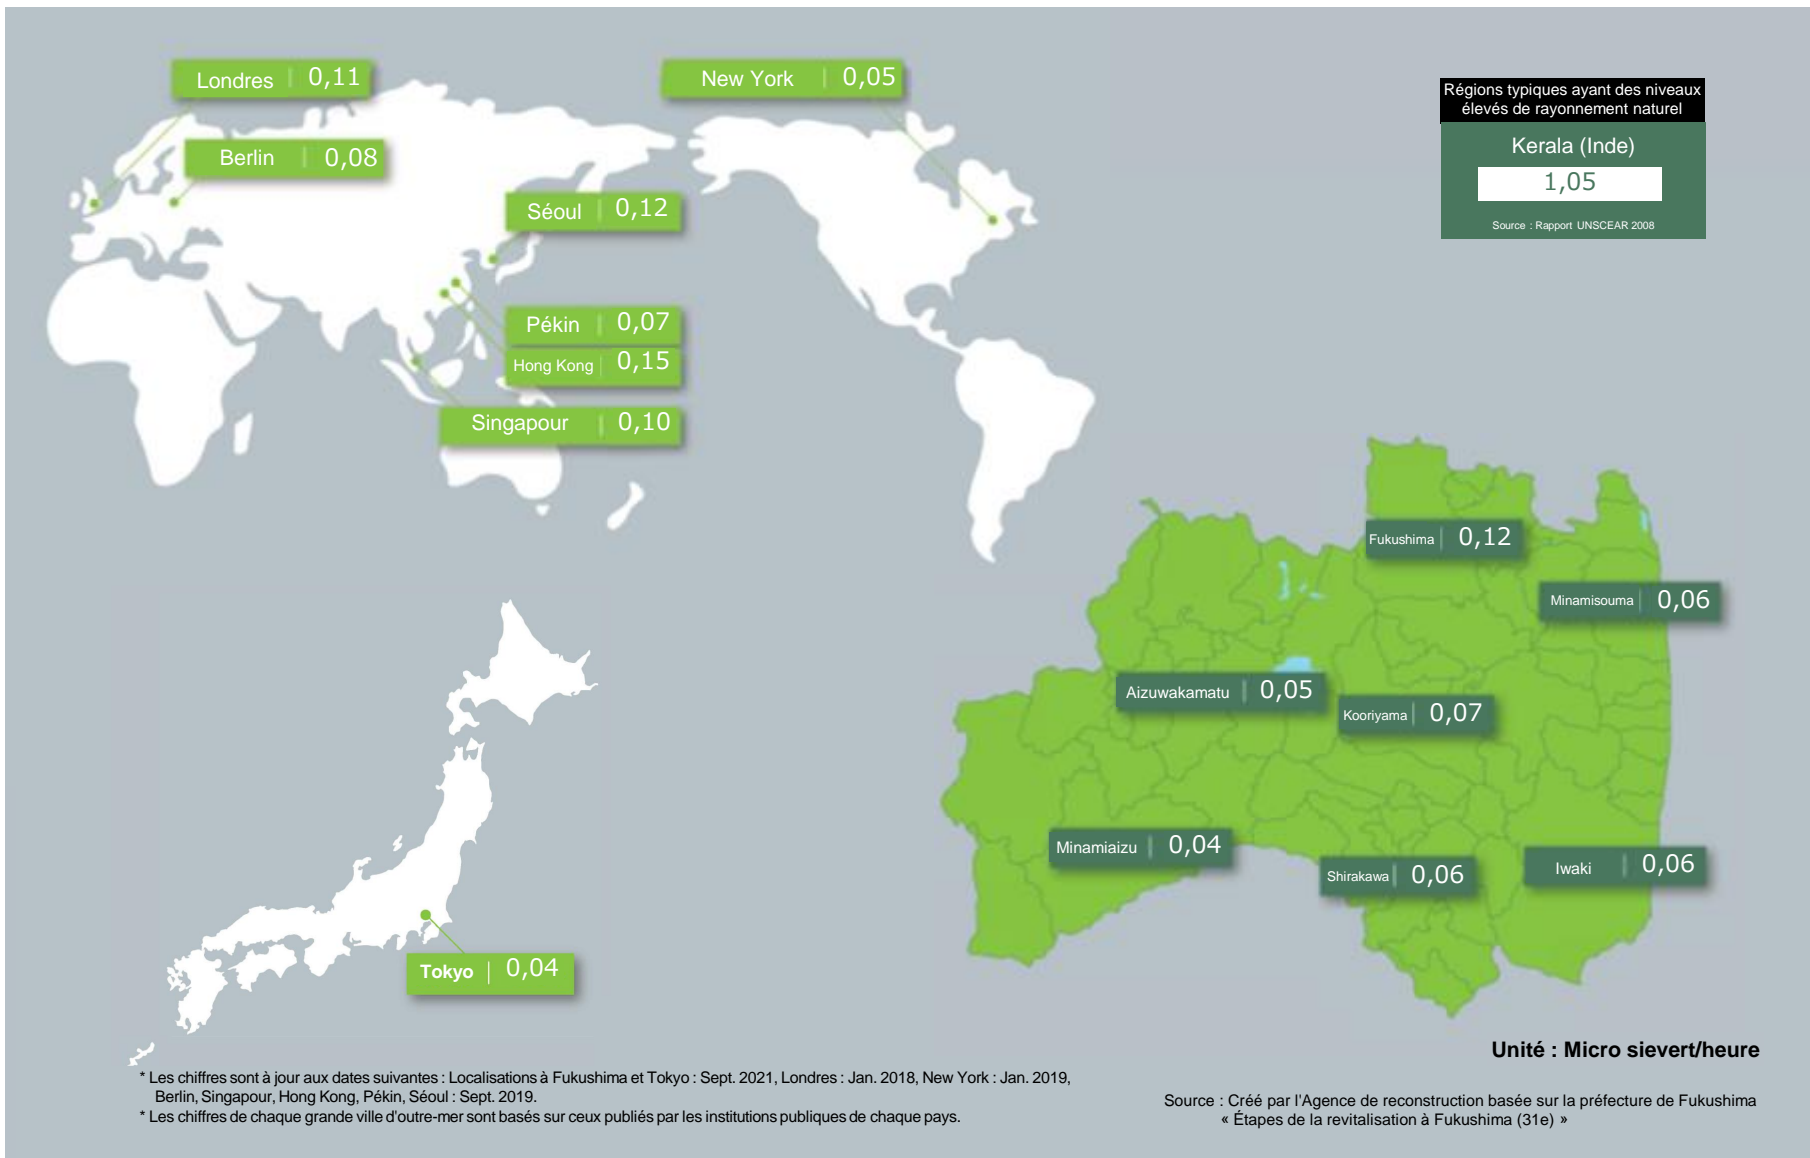 Londres 0,11
New York 0,05
Régions typiques ayant des niveaux
élevés de rayonnement naturel
Kerala (Inde)
1,05
Source : Rapport UNSCEAR 2008
Berlin 0,08
Séoul 0,12
Pékin 0,07
Hong Kong 0,15
Singapour 0,10
Fukushima 0,12
Minamisouma 0,06
Aizuwakamatu 0,05
Kooriyama 0,07
Minamiaizu 0,04
Shirakawa 0,06
Iwaki 0,06
Tokyo 0,04
Unité : Micro sievert/heure
* Les chiffres sont à jour aux dates suivantes : Localisations à Fukushima et Tokyo : Sept. 2021, Londres : Jan. 2018, New York : Jan. 2019,
Berlin, Singapour, Hong Kong, Pékin, Séoul : Sept. 2019.
* Les chiffres de chaque grande ville d'outre-mer sont basés sur ceux publiés par les institutions publiques de chaque pays.
Source : Créé par l'Agence de reconstruction basée sur la préfecture de Fukushima
« Étapes de la revitalisation à Fukushima (31e) »